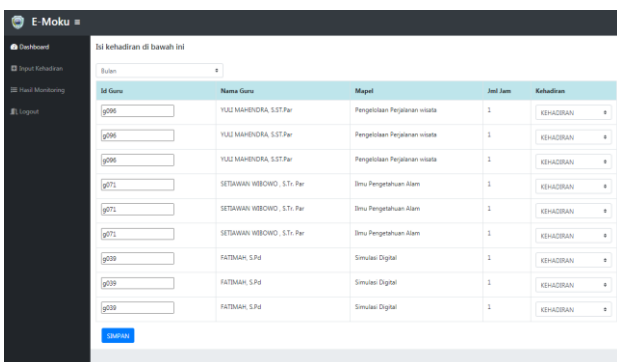 E-Moku
Dashboard
Input Kehadiran
Hasil Monitoring
Logout
Isi kehadiran di bawah ini
Bulan
Id Guru Nama Guru Mapel Jml Jam Kehadiran
g096 YULI MAHENDRA, S.ST.Par Pengelolaan Perjalanan wisata 1 KEHADIRAN
g096 YULI MAHENDRA, S.ST.Par Pengelolaan Perjalanan wisata 1 KEHADIRAN
g096 YULI MAHENDRA, S.ST.Par Pengelolaan Perjalanan wisata 1 KEHADIRAN
g071 SETIAWAN WIBOWO , S.Tr. Par Ilmu Pengetahuan Alam 1 KEHADIRAN
g071 SETIAWAN WIBOWO , S.Tr. Par Ilmu Pengetahuan Alam 1 KEHADIRAN
g071 SETIAWAN WIBOWO , S.Tr. Par Ilmu Pengetahuan Alam 1 KEHADIRAN
g039 FATIMAH, S.Pd Simulasi Digital 1 KEHADIRAN
g039 FATIMAH, S.Pd Simulasi Digital 1 KEHADIRAN
g039 FATIMAH, S.Pd Simulasi Digital 1 KEHADIRAN
SIMPAN